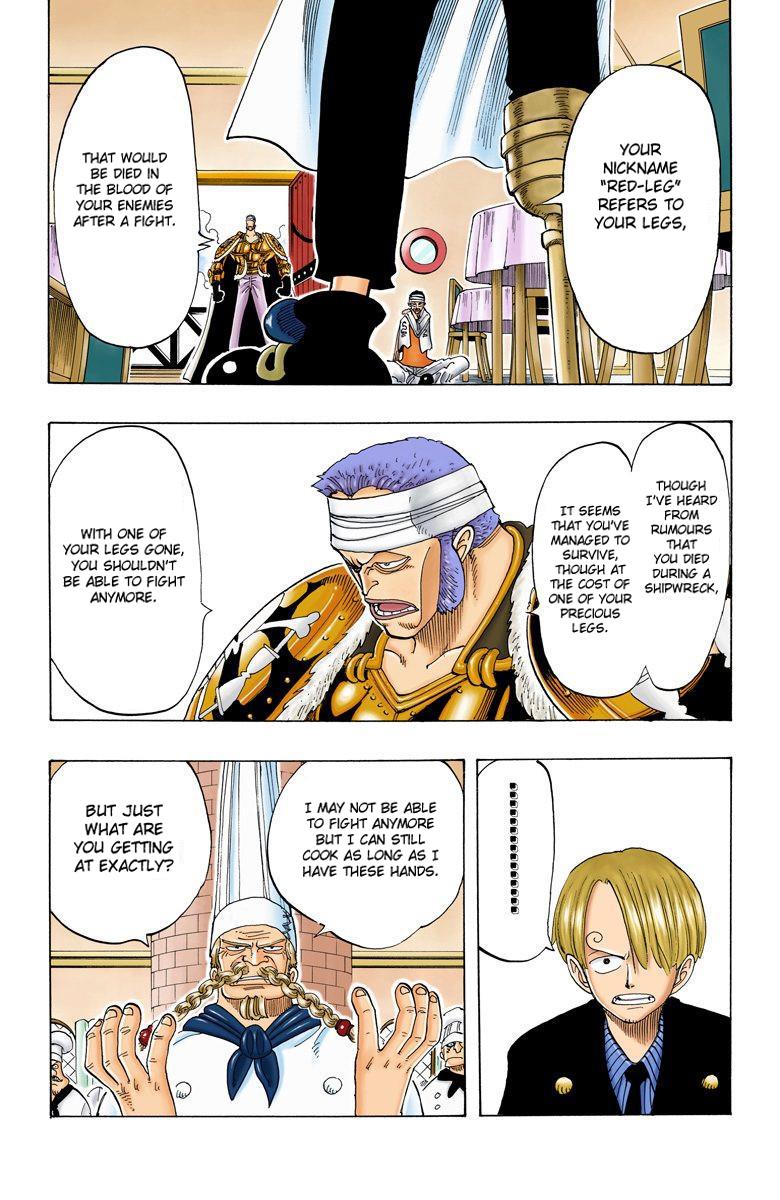 YOUR
NICKNAME
"RED-LEG"
REFERS TO
YOUR LEGS,
THAT WOULD
BE DIED IN
THE BLOOD OF
YOUR ENEMIES
AFTER A FIGHT.
THOUGH
I'VE HEARD
FROM
RUMOURS
THAT
YOU DIED
DURING A
SHIPWRECK,
IT SEEMS
THAT YOU'VE
MANAGED TO
SURVIVE,
THOUGH AT
THE COST OF
ONE OF YOUR
PRECIOUS
LEGS.
WITH ONE OF
YOUR LEGS GONE,
YOU SHOULDN'T
BE ABLE TO FIGHT
ANYMORE.
I MAY NOT BE ABLE
TO FIGHT ANYMORE
BUT I CAN STILL
COOK AS LONG AS I
HAVE THESE HANDS.
BUT JUST
WHAT ARE
YOU GETTING
AT EXACTLY?